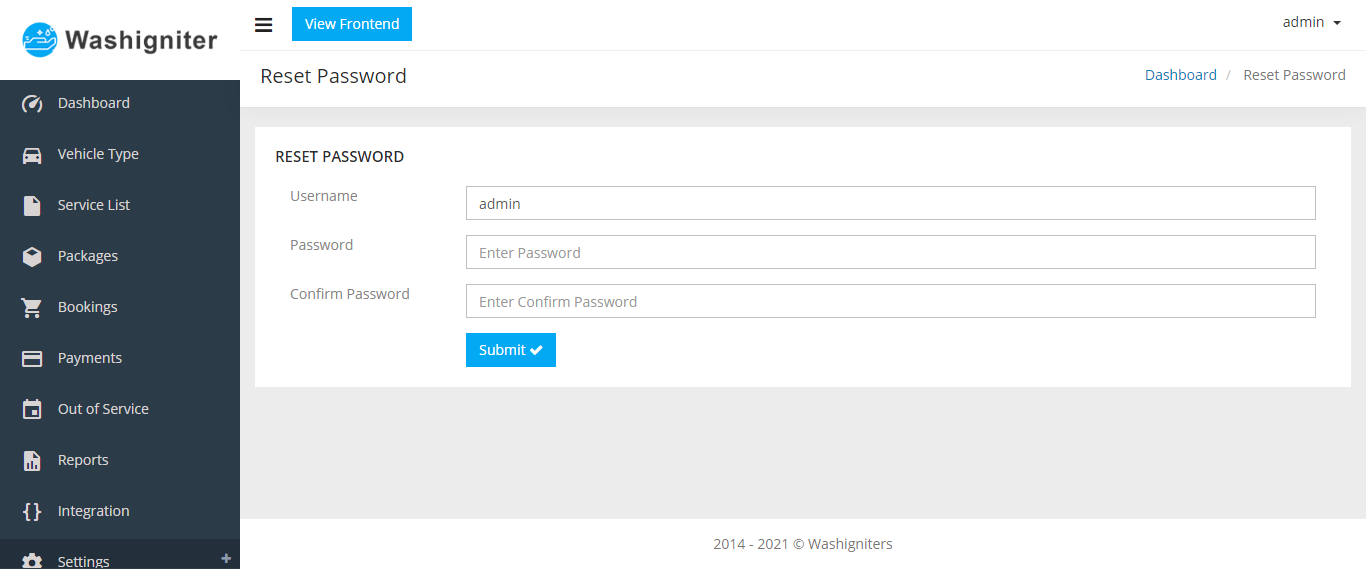 Washigniter
View Frontend
admin
Reset Password
Dashboard / Reset Password
Dashboard
Vehicle Type
Service List
Packages
Bookings
Payments
Out of Service
Reports
Integration
Settings +
RESET PASSWORD
Username
admin
Password
Enter Password
Confirm Password
Enter Confirm Password
Submit
2014 - 2021 © Washigniters